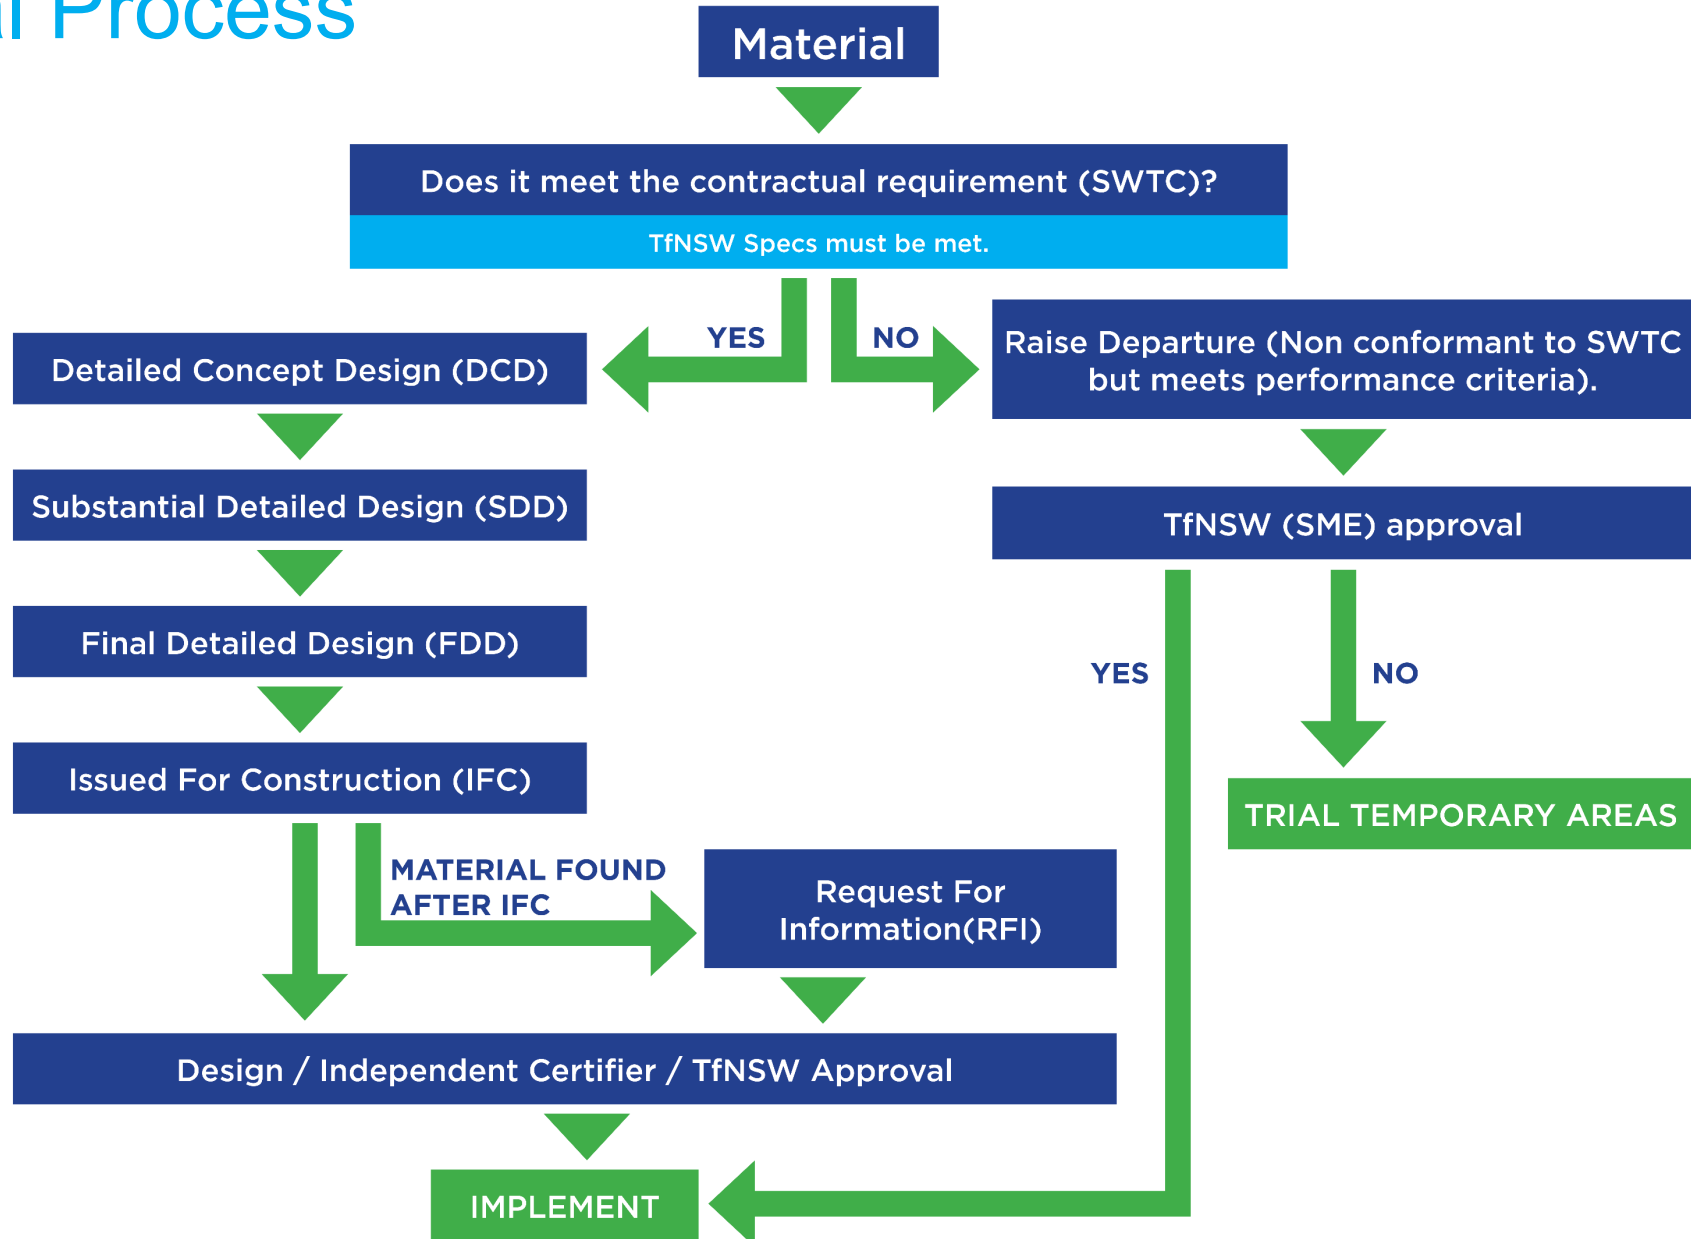 Process
Material
Does it meet the contractual requirement (SWTC)?
TfNSW Specs must be met.
YES
NO
Detailed Concept Design (DCD)
Raise Departure (Non conformant to SWTC
but meets performance criteria).
Substantial Detailed Design (SDD)
TfNSW (SME) approval
Final Detailed Design (FDD)
YES
NO
Issued For Construction (IFC)
TRIAL TEMPORARY AREAS
MATERIAL FOUND
AFTER IFC
Request For
Information(RFI)
Design / Independent Certifier / TfNSW Approval
IMPLEMENT